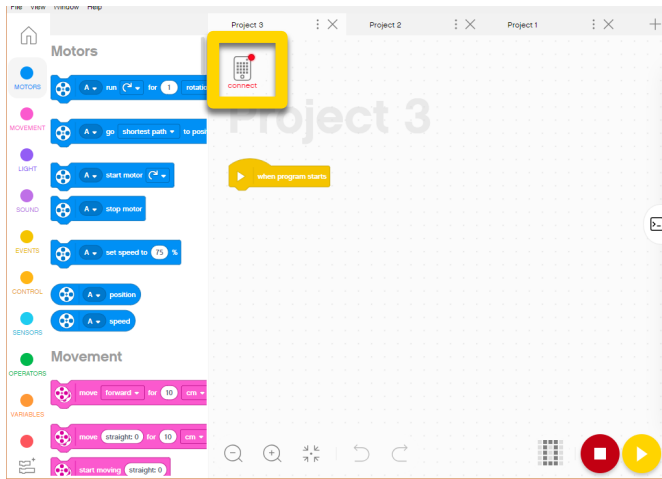 File View Window Help
Project 3
Project 2
Project 1
connect
Project 3
when program starts
MOTORS
MOVEMENT
LIGHT
SOUND
EVENTS
CONTROL
SENSORS
OPERATORS
VARIABLES
Motors
A run for 1 rotatio
A go shortest path to posi
A start motor
A stop motor
A set speed to 75 %
A position
A speed
Movement
move forward for 10 cm
move straight: 0 for 10 cm
start moving straight: 0